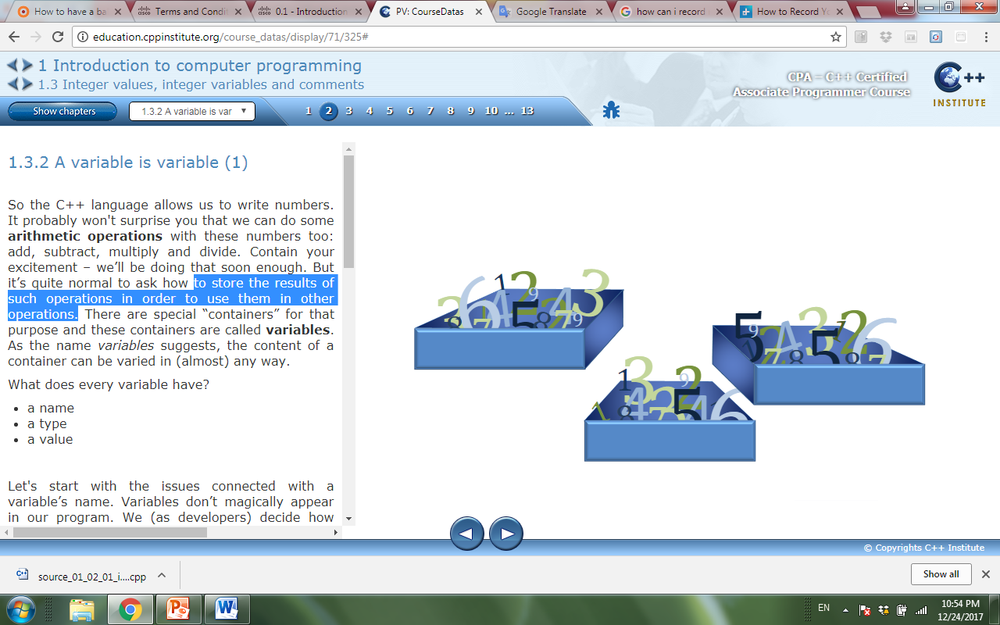 How to have a ba
Terms and Condit
0.1 - Introduction
PV: CourseDatas
Google Translate
how can i record
How to Record Yo
education.cppinstitute.org/course_datas/display/71/325#
1 Introduction to computer programming
1.3 Integer values, integer variables and comments
CPA – C++ Certified
Associate Programmer Course
C++
INSTITUTE
Show chapters
1.3.2 A variable is var
1 2 3 4 5 6 7 8 9 10 ... 13
1.3.2 A variable is variable (1)
So the C++ language allows us to write numbers.
It probably won't surprise you that we can do some
arithmetic operations with these numbers too:
add, subtract, multiply and divide. Contain your
excitement – we’ll be doing that soon enough. But
it’s quite normal to ask how to store the results of
such operations in order to use them in other
operations. There are special “containers” for that
purpose and these containers are called variables.
As the name variables suggests, the content of a
container can be varied in (almost) any way.
What does every variable have?
• a name
• a type
• a value
Let's start with the issues connected with a
variable’s name. Variables don’t magically appear
in our program. We (as developers) decide how
© Copyrights C++ Institute
source_01_02_01_i....cpp
Show all
EN
10:54 PM
12/24/2017